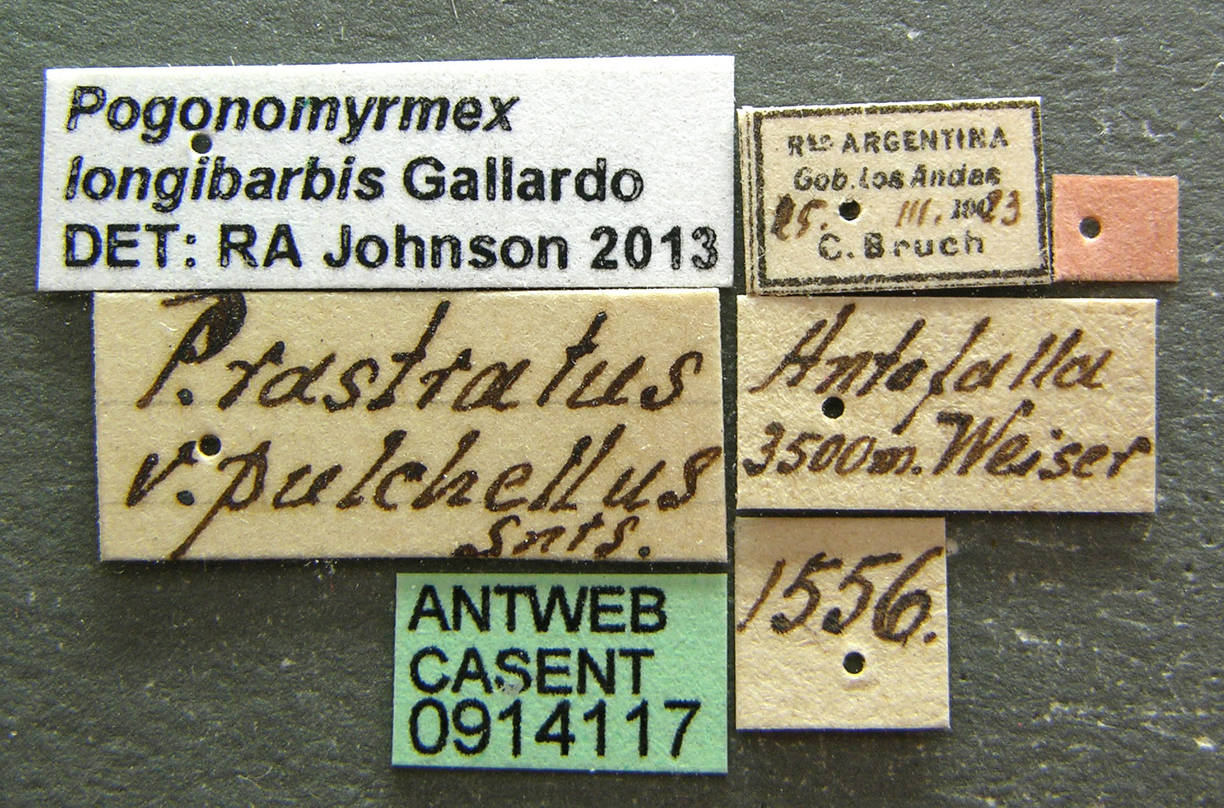 Pogonomyrmex
longibarbis Gallardo
DET: RA Johnson 2013
Rca ARGENTINA
Gob. Los Andes
25. III. 1923
C. Bruch
P. rastratus
v. pulchellus
Snts.
Antofalla
3500m. Weiser
1556.
ANTWEB
CASENT
0914117